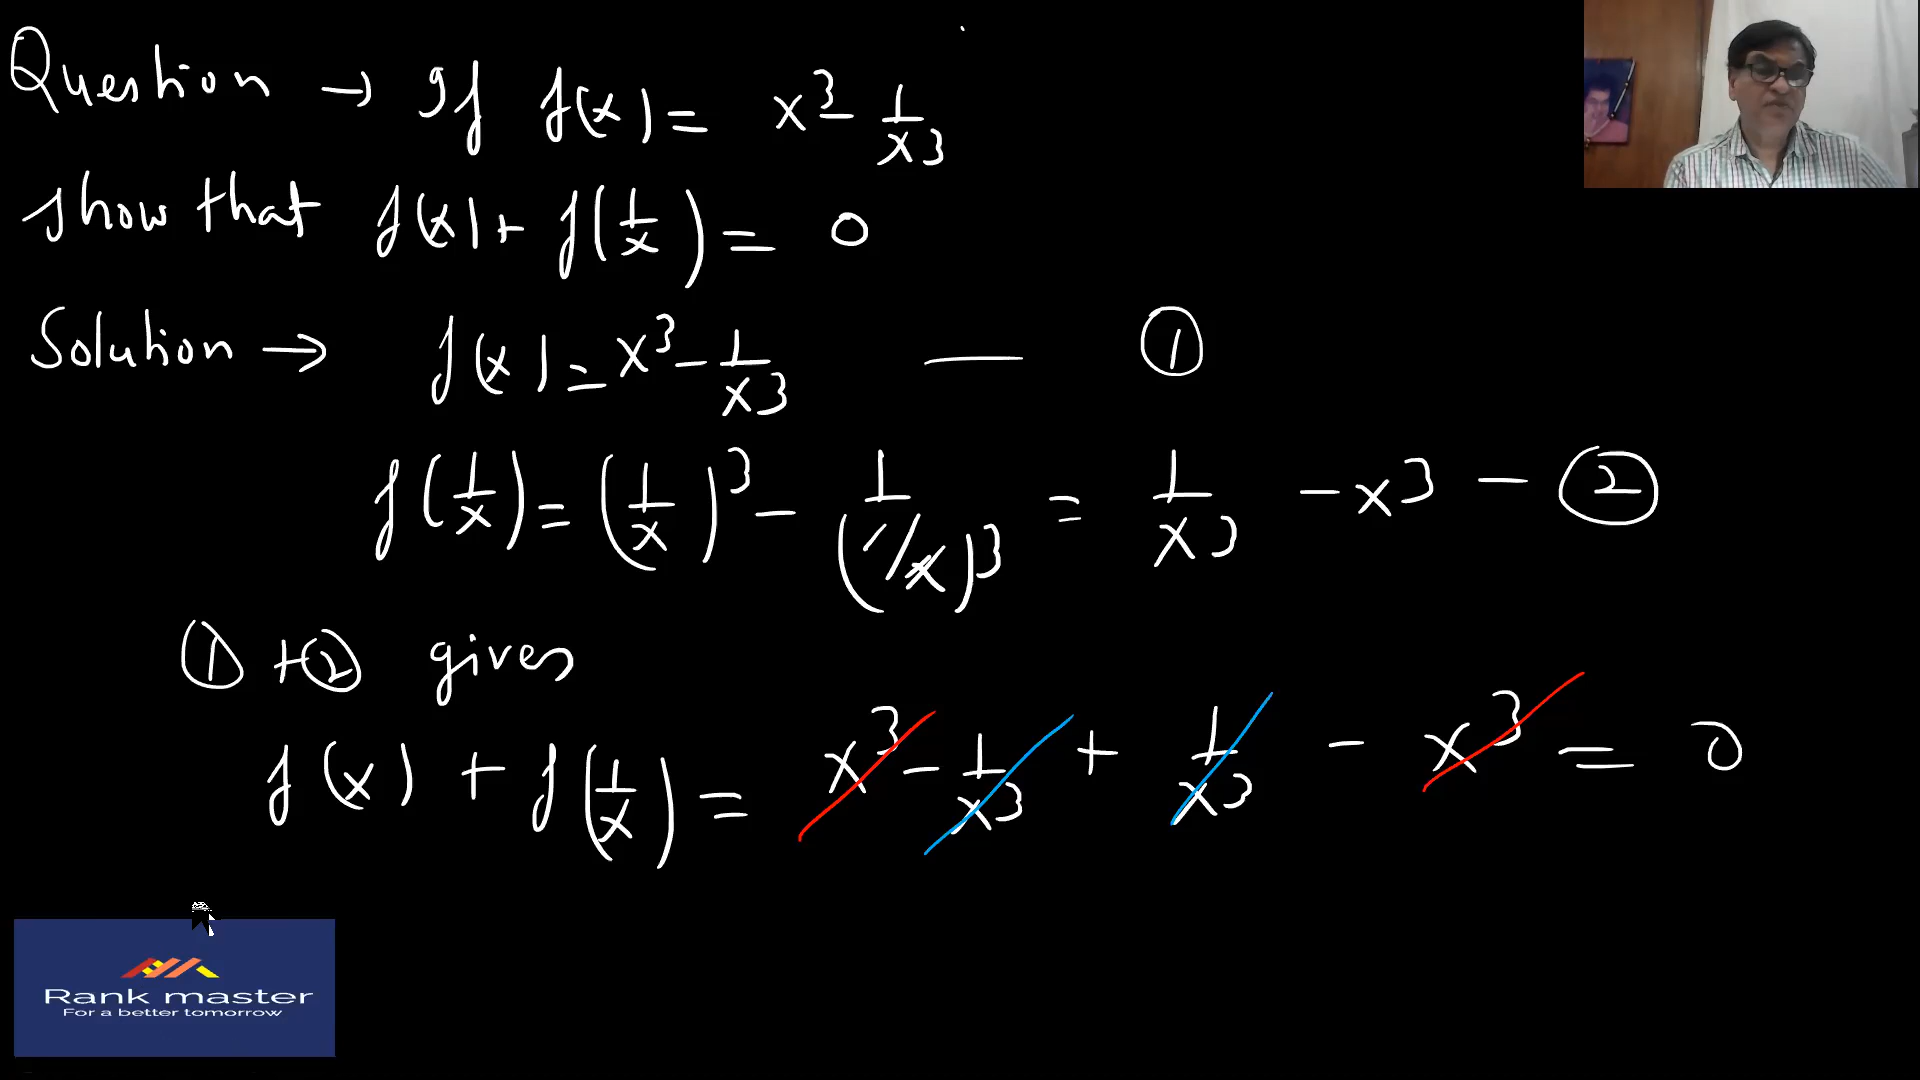 Question → If f(x) = x³ - 1/x³
show that f(x) + f(1/x) = 0
Solution → f(x) = x³ - 1/x³ — ①
f(1/x) = (1/x)³ - 1/(1/x)³ = 1/x³ - x³ - ②
① + ② gives
f(x) + f(1/x) = x³ - 1/x³ + 1/x³ - x³ = 0
Rank master
For a better tomorrow